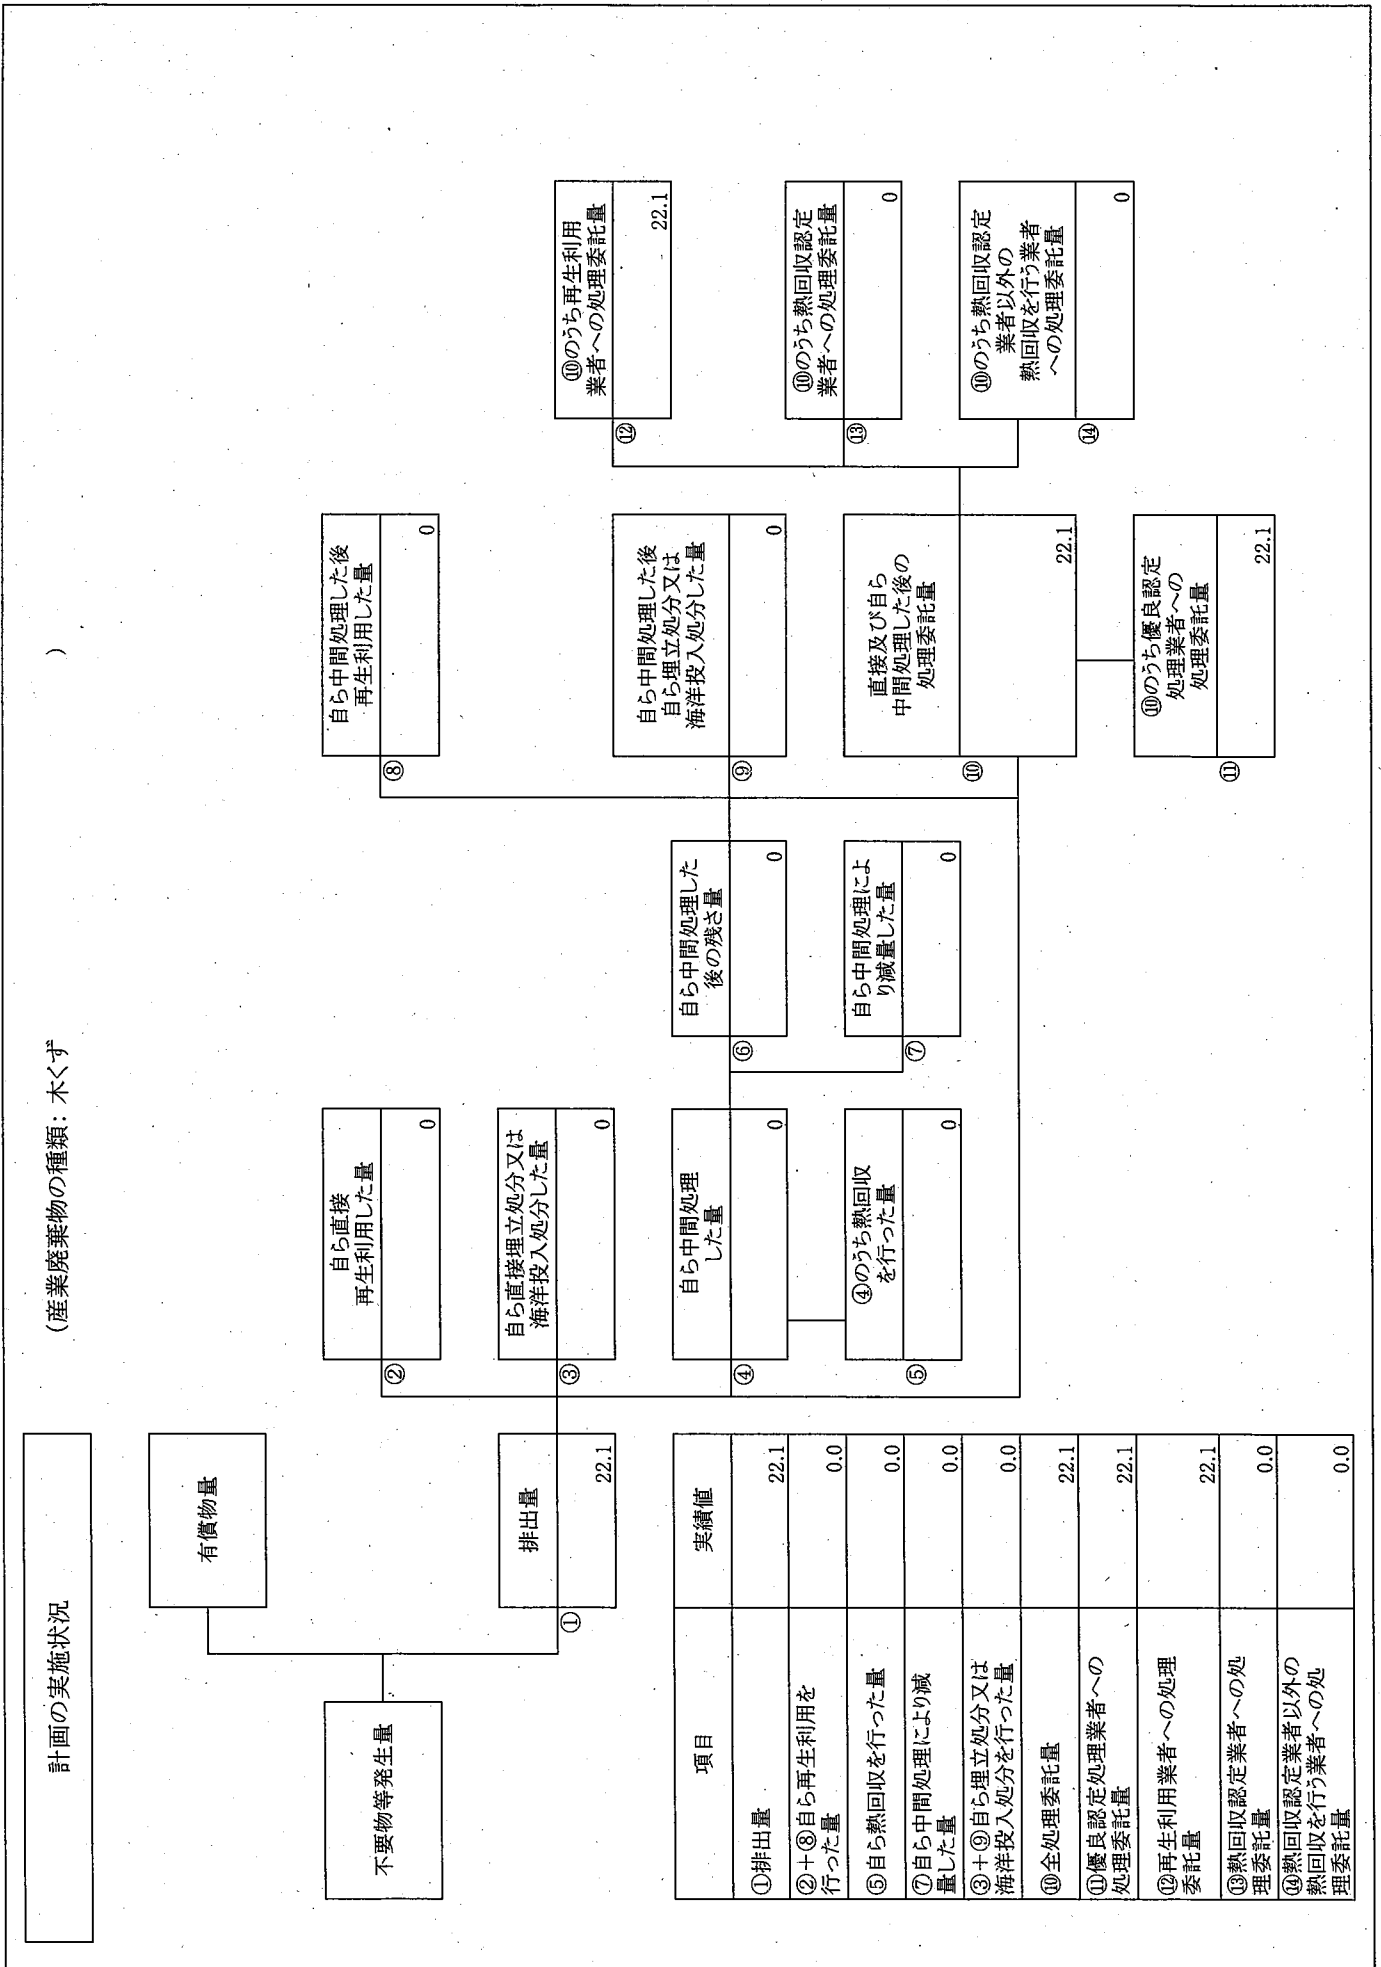 計画の実施状況
(産業廃棄物の種類：木くず
)
不要物等発生量
有償物量
①
排出量
22.1
②
自ら直接
再生利用した量
0
③
自ら直接埋立処分又は
海洋投入処分した量
0
④
自ら中間処理
した量
0
⑤
④のうち熱回収
を行った量
0
⑥
自ら中間処理した
後の残さ量
0
⑦
自ら中間処理によ
り減量した量
0
⑧
自ら中間処理した後
再生利用した量
0
⑨
自ら中間処理した後
自ら埋立処分又は
海洋投入処分した量
0
⑩
直接及び自ら
中間処理した後の
処理委託量
22.1
⑪
⑩のうち優良認定
処理業者への
処理委託量
22.1
⑫
⑩のうち再生利用
業者への処理委託量
22.1
⑬
⑩のうち熱回収認定
業者への処理委託量
0
⑭
⑩のうち熱回収認定
業者以外の
熱回収を行う業者
への処理委託量
0
項目 実績値
①排出量 22.1
②＋⑧自ら再生利用を
行った量 0.0
⑤自ら熱回収を行った量 0.0
⑦自ら中間処理により減
量した量 0.0
③＋⑨自ら埋立処分又は
海洋投入処分を行った量 0.0
⑩全処理委託量 22.1
⑪優良認定処理業者への
処理委託量 22.1
⑫再生利用業者への処理
委託量 22.1
⑬熱回収認定業者への処
理委託量 0.0
⑭熱回収認定業者以外の
熱回収を行う業者への処
理委託量 0.0